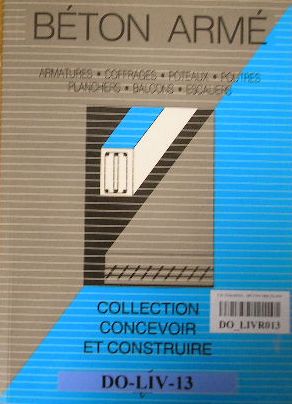 BÉTON ARMÉ
ARMATURES • COFFRAGES • POTEAUX • POUTRES
PLANCHERS • BALCONS • ESCALIERS
COLLECTION
CONCEVOIR
ET CONSTRUIRE
DO_LIVR013
DO-LIV-13